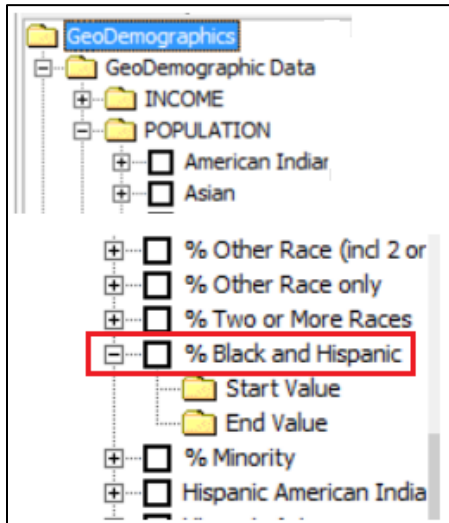 GeoDemographics
GeoDemographic Data
INCOME
POPULATION
American Indian
Asian
% Other Race (incl 2 or
% Other Race only
% Two or More Races
% Black and Hispanic
Start Value
End Value
% Minority
Hispanic American India